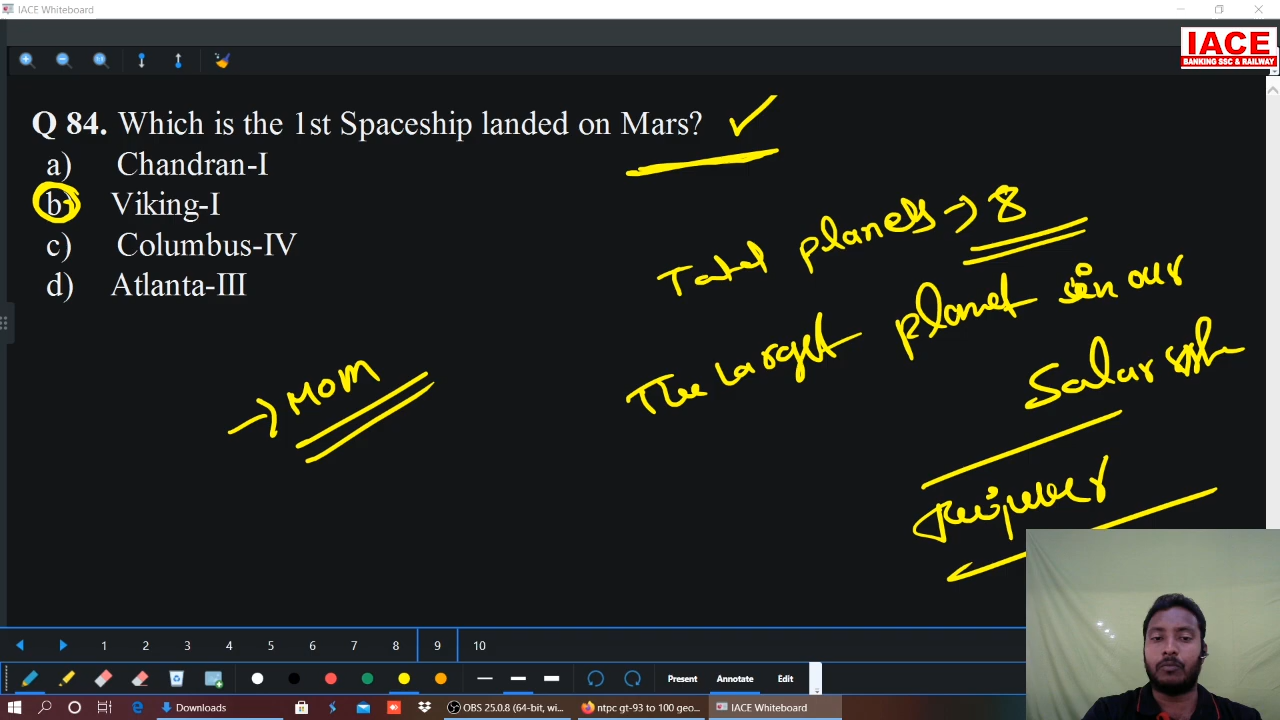 IACE Whiteboard
IACE
BANKING SSC & RAILWAY
Q 84. Which is the 1st Spaceship landed on Mars?
a) Chandran-I
b) Viking-I
c) Columbus-IV
d) Atlanta-III
Total planets → 8
The Larget planet in our
Salar
→ MOM
1 2 3 4 5 6 7 8 9 10
Present Annotate Edit
Downloads OBS 25.0.8 (64-bit, wi... ntpc gt-93 to 100 geo... IACE Whiteboard